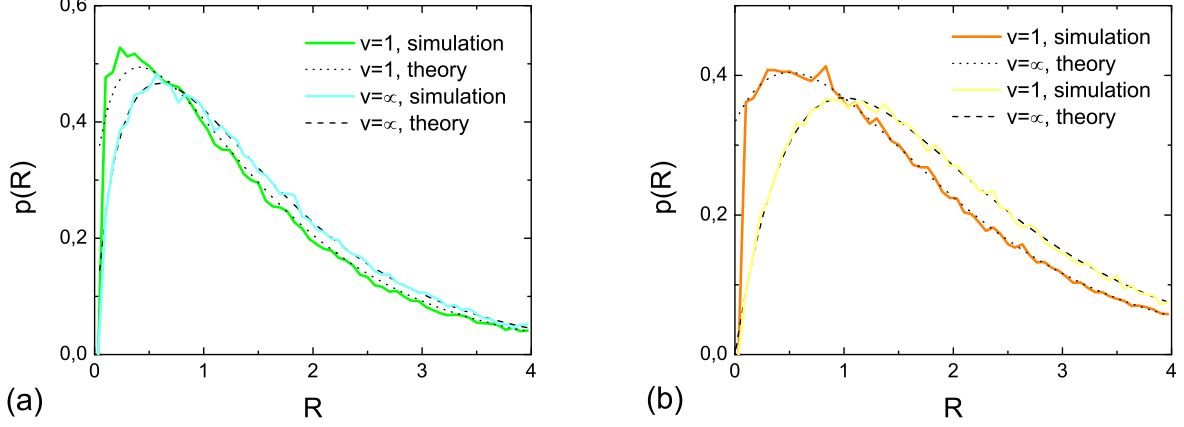 0,6
0,4
0,2
0,0
p(R)
v=1, simulation
v=1, theory
v=∝, simulation
v=∝, theory
0 1 2 3 4
R
(a)
0,4
0,2
0,0
p(R)
v=1, simulation
v=∝, theory
v=1, simulation
v=∝, theory
0 1 2 3 4
R
(b)